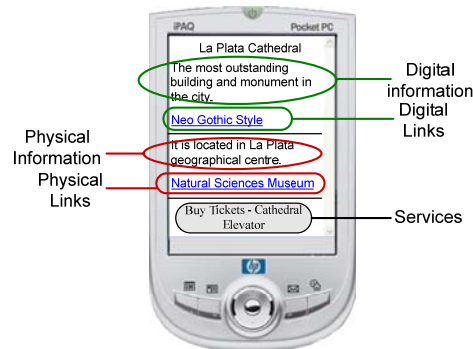 iPAQ Pocket PC
La Plata Cathedral
The most outstanding
building and monument in
the city.
Neo Gothic Style
It is located in La Plata
geographical centre.
Natural Sciences Museum
Buy Tickets - Cathedral
Elevator
hp
Digital
information
Digital
Links
Physical
Information
Physical
Links
Services